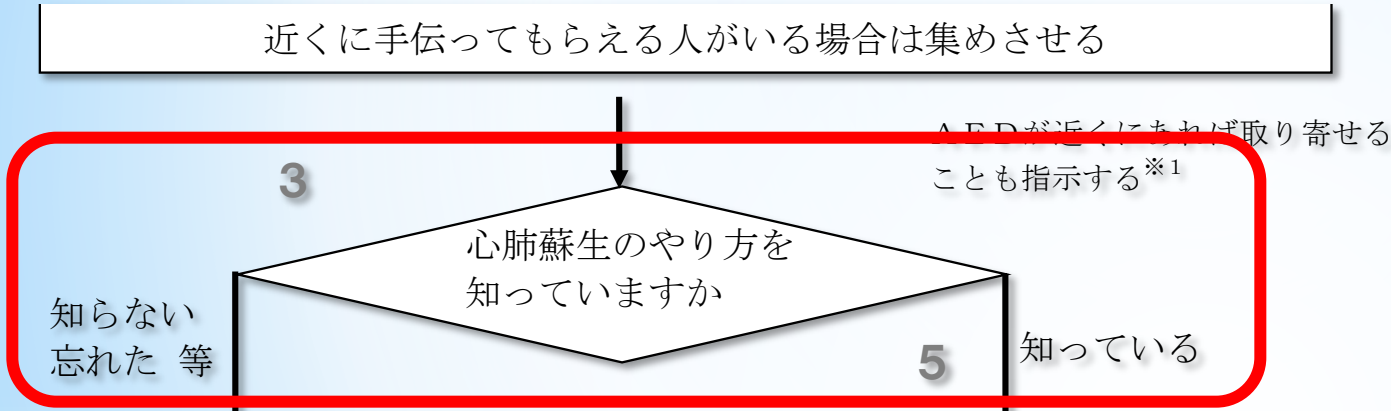 近くに手伝ってもらえる人がいる場合は集めさせる
ＡＥＤが近くにあれば取り寄せる
ことも指示する※1
3
心肺蘇生のやり方を
知っていますか
知らない
忘れた 等
5
知っている